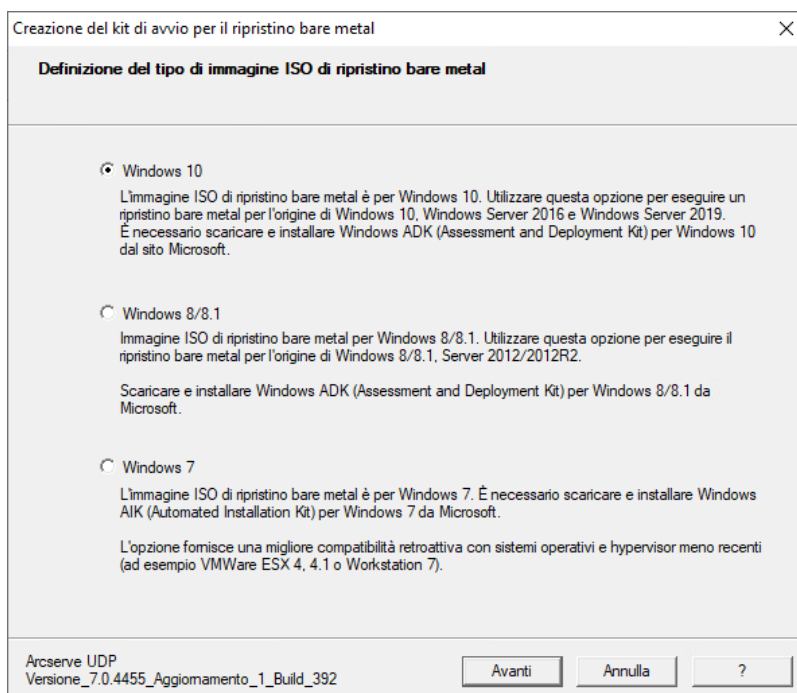 Creazione del kit di avvio per il ripristino bare metal
Definizione del tipo di immagine ISO di ripristino bare metal
Windows 10
L'immagine ISO di ripristino bare metal è per Windows 10. Utilizzare questa opzione per eseguire un
ripristino bare metal per l'origine di Windows 10, Windows Server 2016 e Windows Server 2019.
È necessario scaricare e installare Windows ADK (Assessment and Deployment Kit) per Windows 10
dal sito Microsoft.
Windows 8/8.1
Immagine ISO di ripristino bare metal per Windows 8/8.1. Utilizzare questa opzione per eseguire il
ripristino bare metal per l'origine di Windows 8/8.1, Server 2012/2012R2.
Scaricare e installare Windows ADK (Assessment and Deployment Kit) per Windows 8/8.1 da
Microsoft.
Windows 7
L'immagine ISO di ripristino bare metal è per Windows 7. È necessario scaricare e installare Windows
AIK (Automated Installation Kit) per Windows 7 da Microsoft.
L'opzione fornisce una migliore compatibilità retroattiva con sistemi operativi e hypervisor meno recenti
(ad esempio VMWare ESX 4, 4.1 o Workstation 7).
Arcserve UDP
Versione_7.0.4455_Aggiornamento_1_Build_392
Avanti
Annulla
?